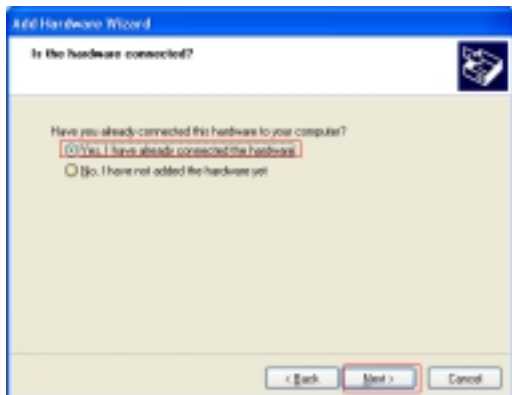 Add Hardware Wizard
Is the hardware connected?
Have you already connected this hardware to your computer?
Yes, I have already connected the hardware
No, I have not added the hardware yet
< Back
Next >
Cancel